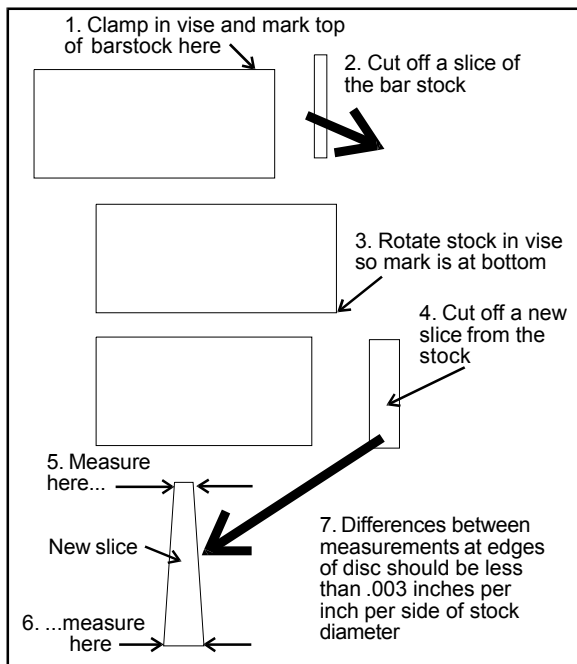 1. Clamp in vise and mark top
of barstock here
2. Cut off a slice of
the bar stock
3. Rotate stock in vise
so mark is at bottom
4. Cut off a new
slice from the
stock
5. Measure
here...
New slice
6. ...measure
here
7. Differences between
measurements at edges
of disc should be less
than .003 inches per
inch per side of stock
diameter